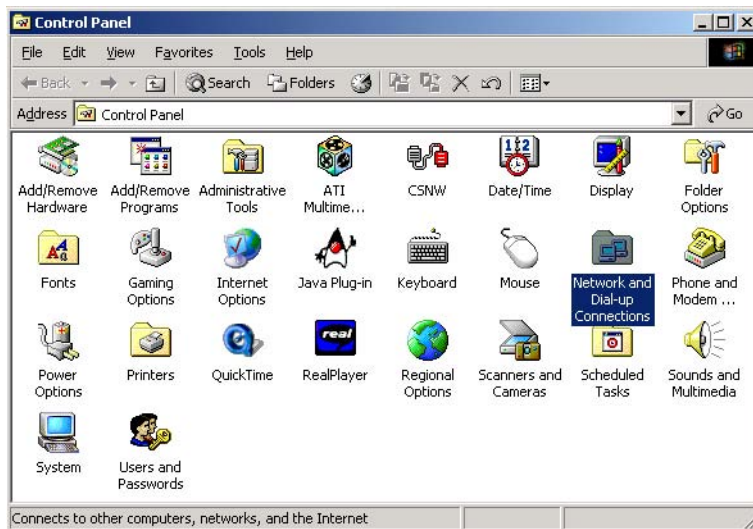 Control Panel
File Edit View Favorites Tools Help
Back Search Folders
Address Control Panel Go
Add/Remove Hardware
Add/Remove Programs
Administrative Tools
ATI Multime...
CSNW
Date/Time
Display
Folder Options
Fonts
Gaming Options
Internet Options
Java Plug-in
Keyboard
Mouse
Network and Dial-up Connections
Phone and Modem ...
Power Options
Printers
QuickTime
real
RealPlayer
Regional Options
Scanners and Cameras
Scheduled Tasks
Sounds and Multimedia
System
Users and Passwords
Connects to other computers, networks, and the Internet